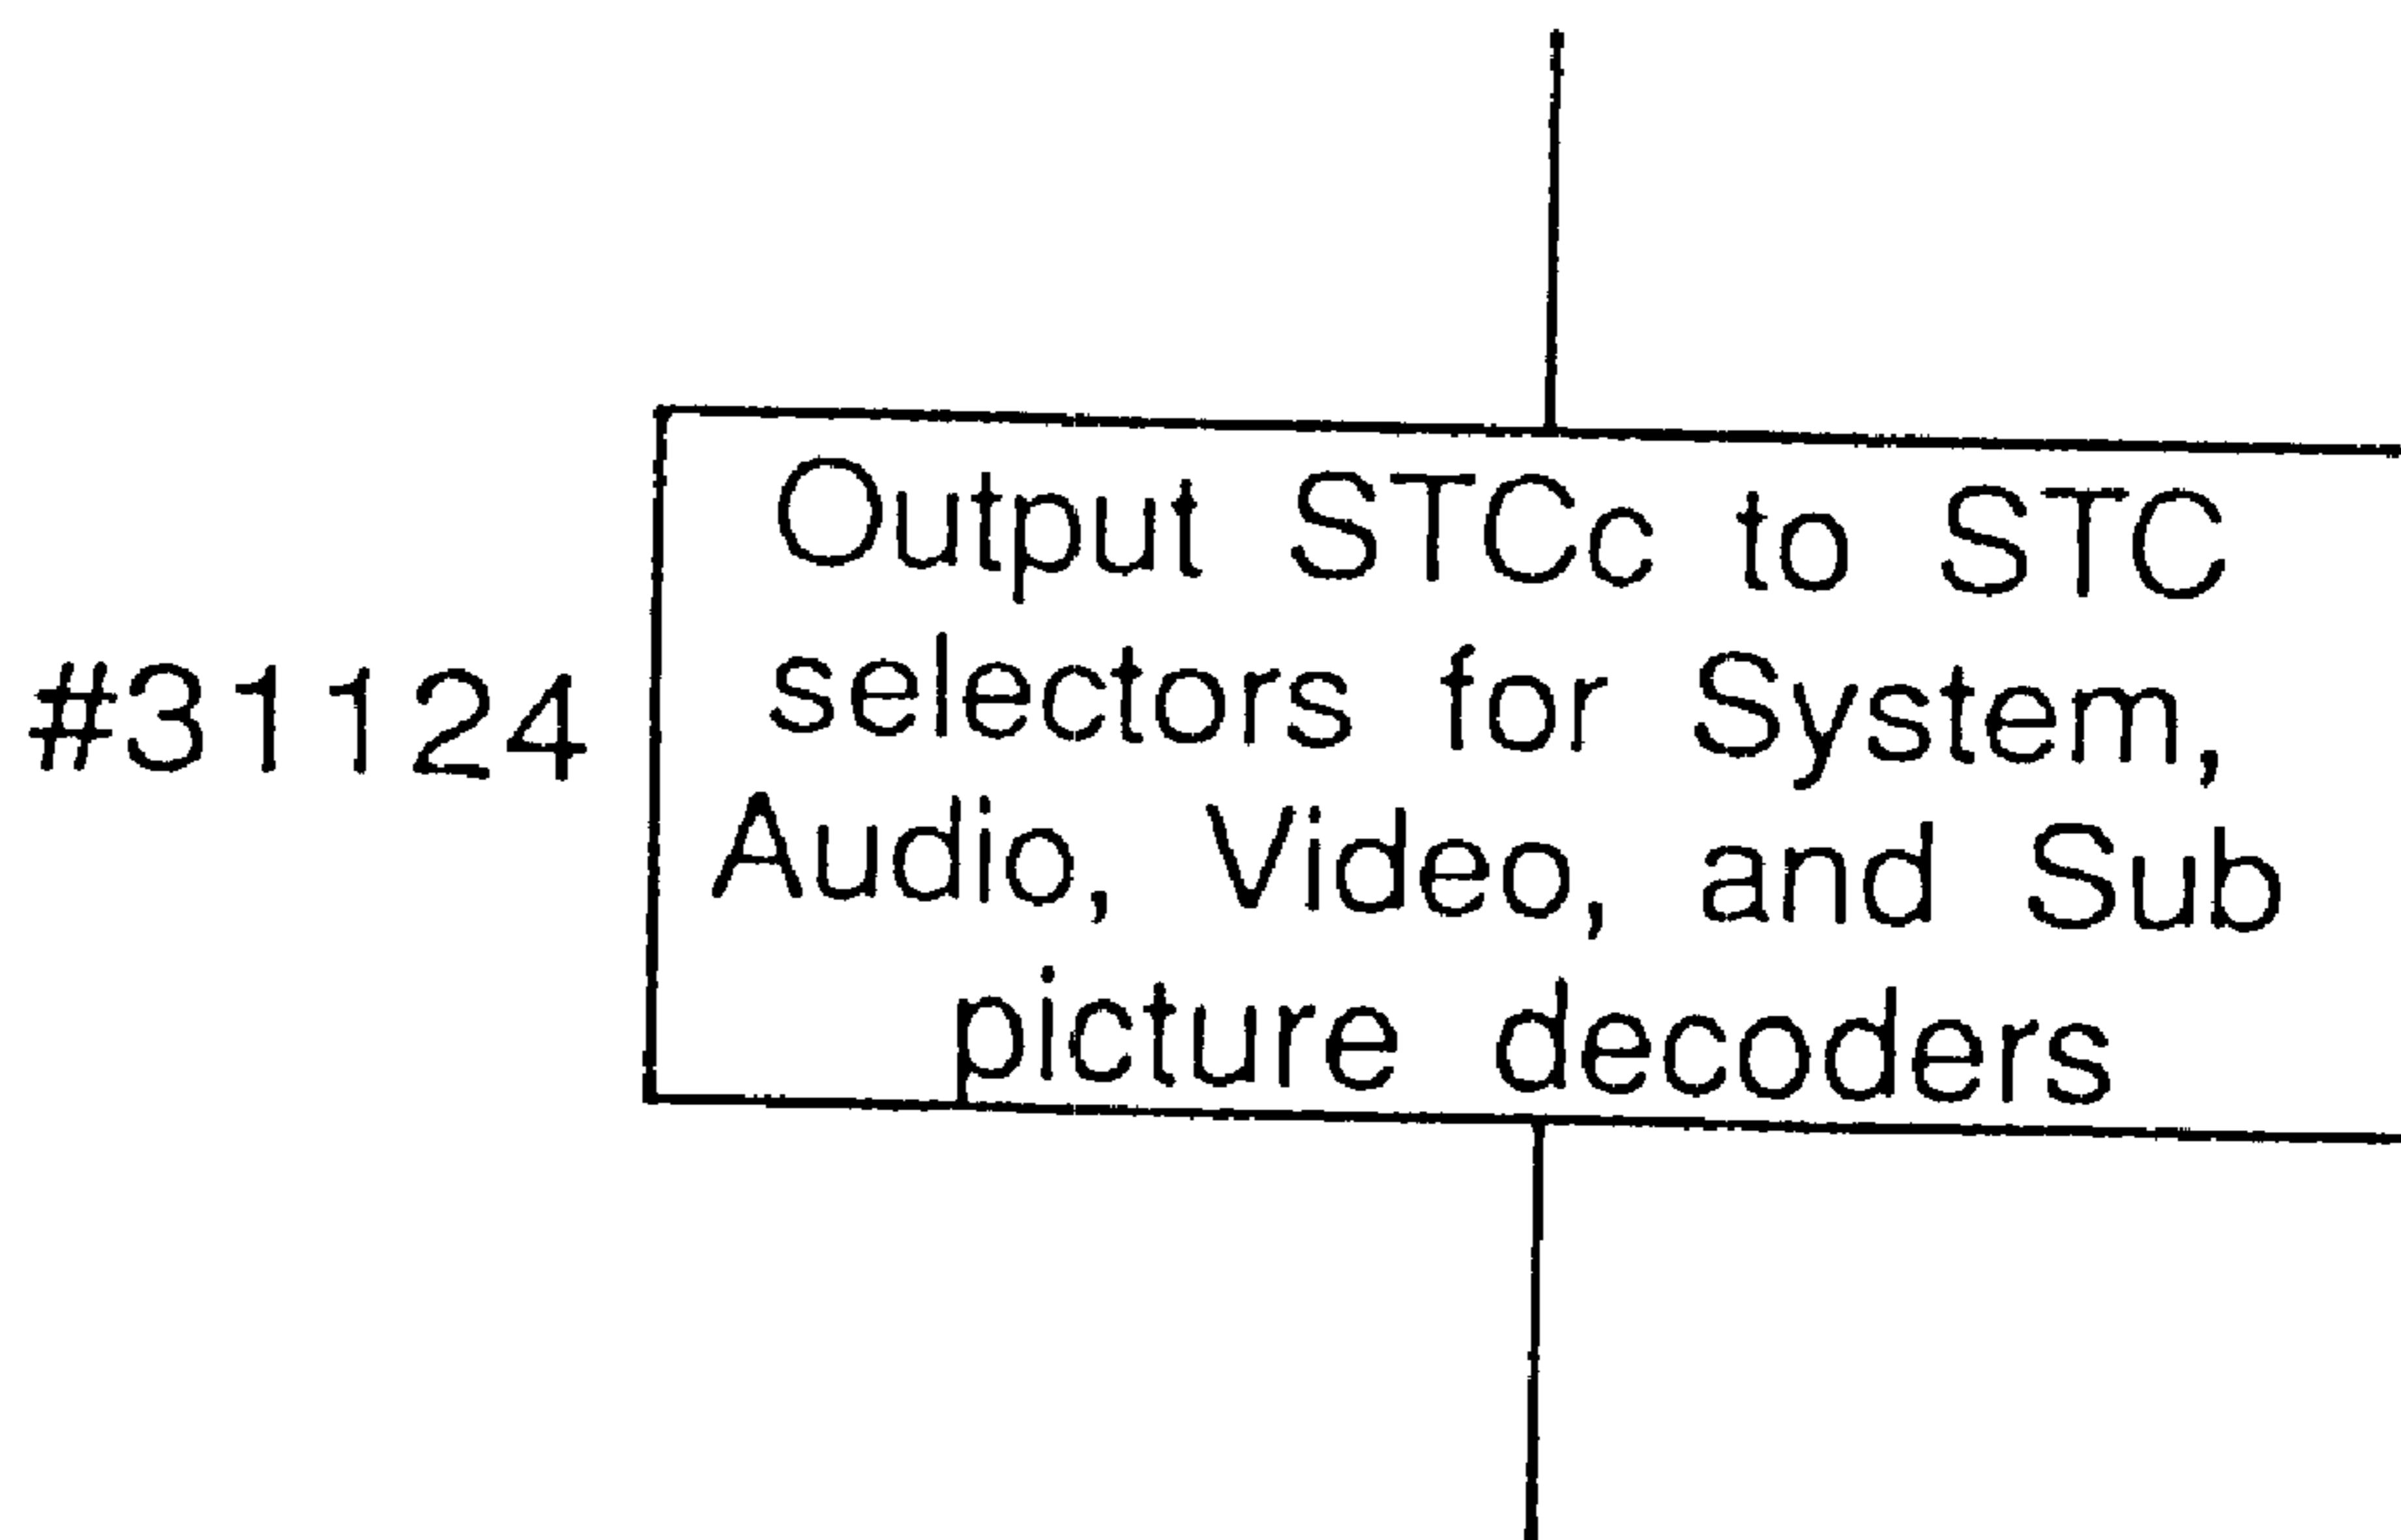 #31124
Output STCc to STC
selectors for System,
Audio, Video, and Sub
picture decoders